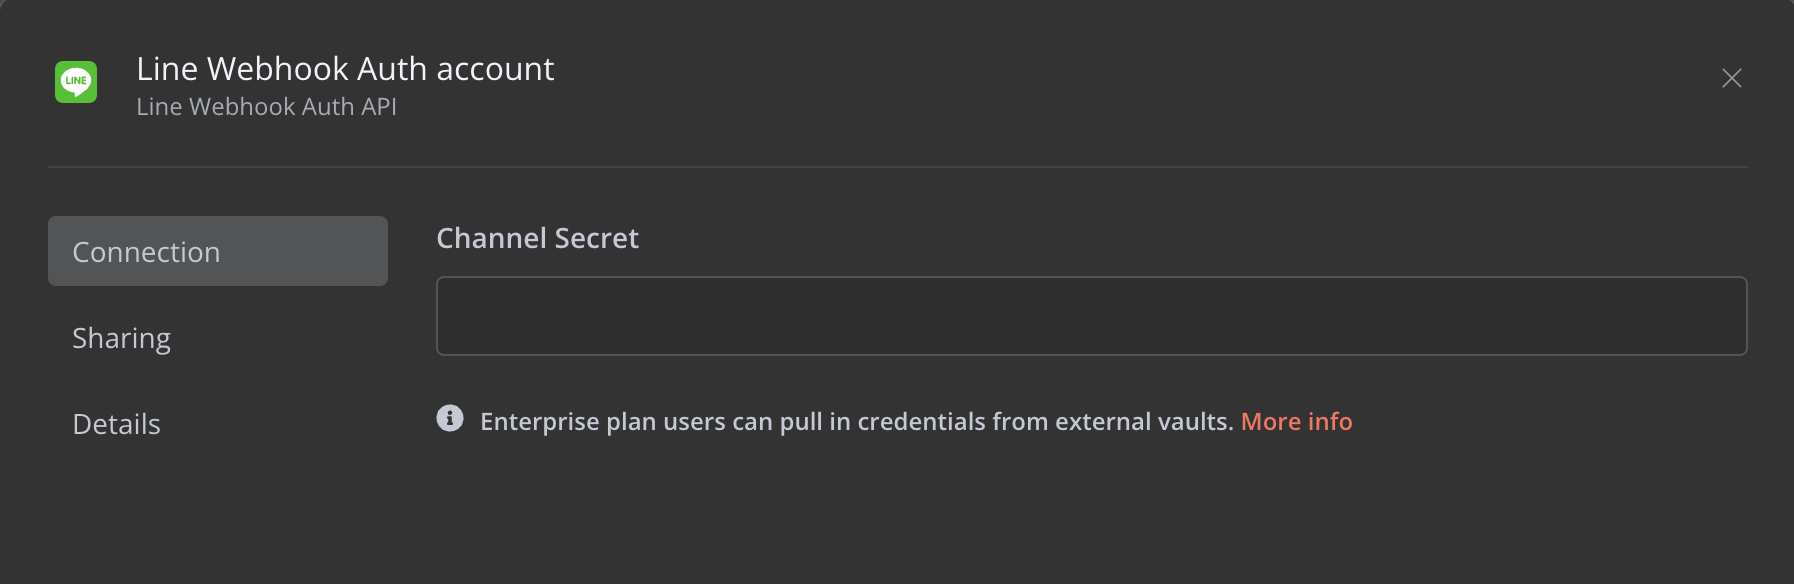 LINE
Line Webhook Auth account
Line Webhook Auth API
Connection
Sharing
Details
Channel Secret
Enterprise plan users can pull in credentials from external vaults. More info